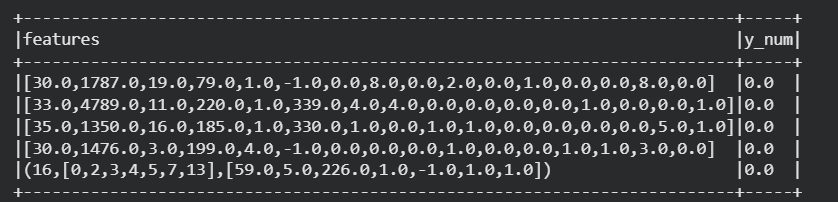 +--------------------------------------------------------------------+-----+
|features                                                            |y_num|
+--------------------------------------------------------------------+-----+
|[30.0,1787.0,19.0,79.0,1.0,-1.0,0.0,8.0,0.0,2.0,0.0,1.0,0.0,0.0,8.0,0.0]  |0.0  |
|[33.0,4789.0,11.0,220.0,1.0,339.0,4.0,4.0,0.0,0.0,0.0,0.0,1.0,0.0,0.0,1.0]|0.0  |
|[35.0,1350.0,16.0,185.0,1.0,330.0,1.0,0.0,1.0,1.0,0.0,0.0,0.0,0.0,5.0,1.0]|0.0  |
|[30.0,1476.0,3.0,199.0,4.0,-1.0,0.0,0.0,0.0,1.0,0.0,0.0,1.0,1.0,3.0,0.0]  |0.0  |
|(16,[0,2,3,4,5,7,13],[59.0,5.0,226.0,1.0,-1.0,1.0,1.0])             |0.0  |
+--------------------------------------------------------------------+-----+